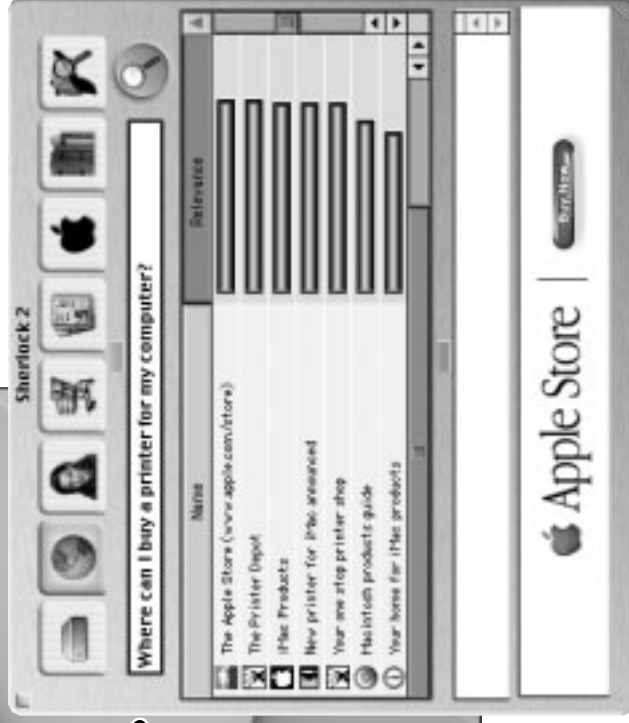 Sherlock 2
Where can I buy a printer for my computer?
Name Relevance
The Apple Store (www.apple.com/store)
The Printer Depot
iMac Products
New printer for iMac announced
Your one stop printer shop
Macintosh products guide
Your home for iMac products
Apple Store
Buy Now